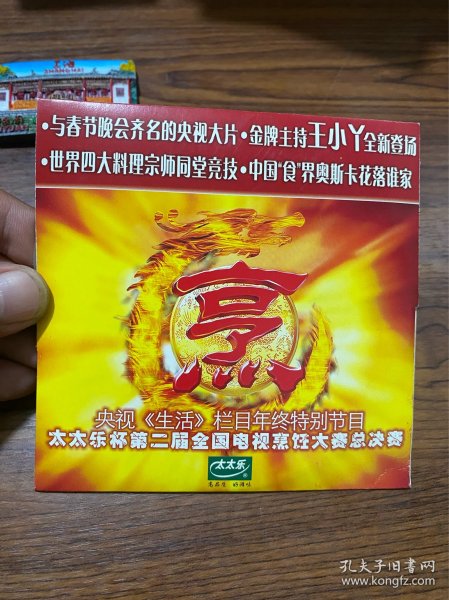 上海
SHANGHAI
·与春节晚会齐名的央视大片·金牌主持王小丫全新登场
·世界四大料理宗师同堂竞技·中国“食”界奥斯卡花落谁家
烹
央视《生活》栏目年终特别节目
太太乐杯第二届全国电视烹饪大赛总决赛
太太乐
®
孔夫子旧书网
www.kongfz.com